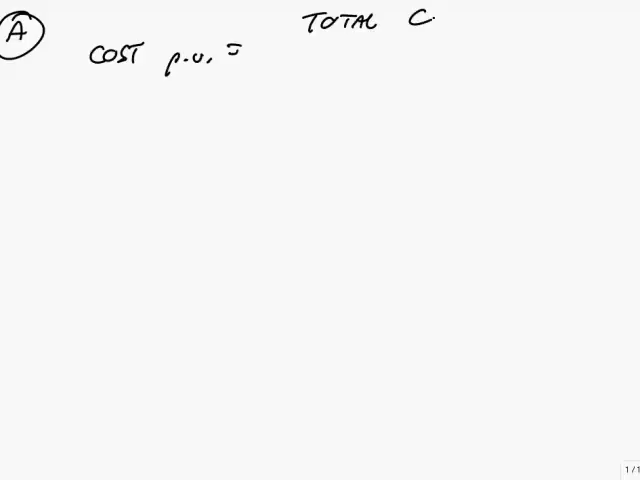 A
TOTAL C
COST p.u. =
1/1